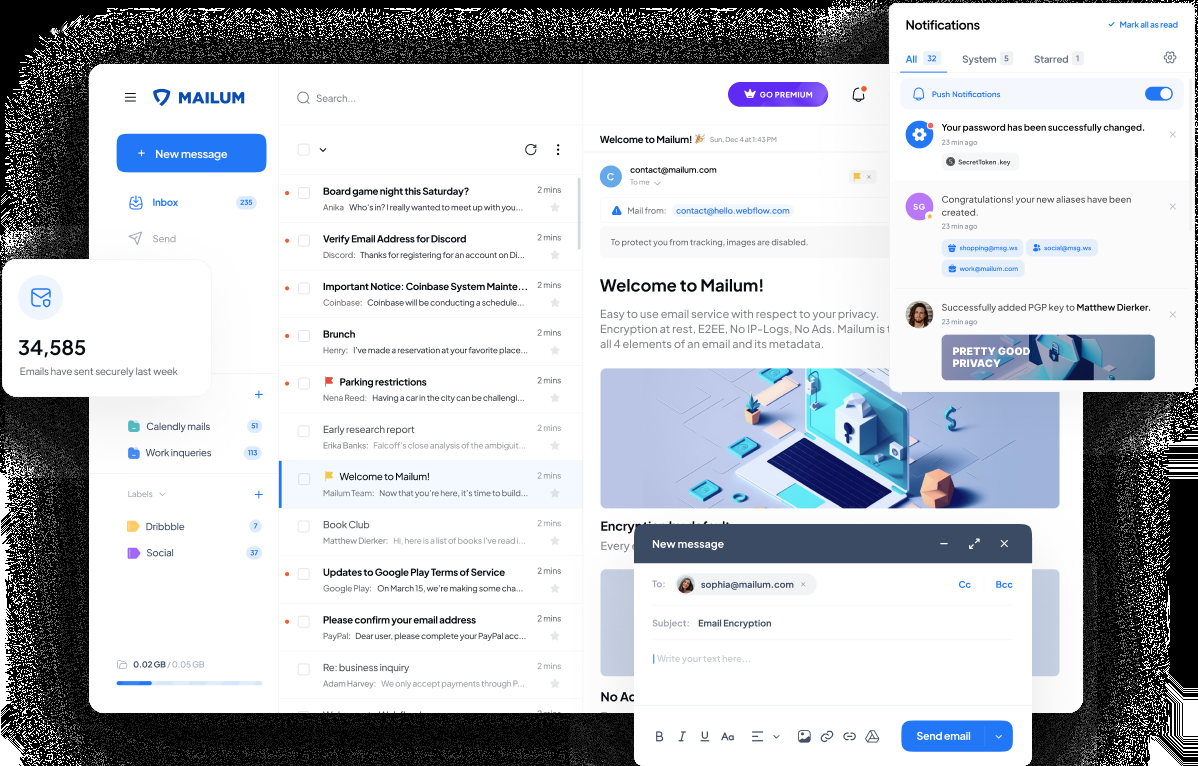 MAILUM
New message
Inbox
235
Send
34,585
Emails have sent securely last week
Calendly mails
51
Work inqueries
113
Labels
Dribbble
7
Social
37
0.02 GB / 0.05 GB
Search...
Board game night this Saturday?
2 mins
Anika Who's in? I really wanted to meet up with you...
Verify Email Address for Discord
2 mins
Discord: Thanks for registering for an account on Di...
Important Notice: Coinbase System Mainte...
2 mins
Coinbase: Coinbase will be conducting a schedule...
Brunch
2 mins
Henry: I've made a reservation at your favorite place...
Parking restrictions
2 mins
Nena Reed: Having a car in the city can be challengi...
Early research report
2 mins
Erika Banks: Falcoff's close analysis of the ambiguit...
Welcome to Mailum!
2 mins
Mailum Team: Now that you're here, it's time to build...
Book Club
2 mins
Matthew Dierker: Hi, here is a list of books I've read i...
Updates to Google Play Terms of Service
2 mins
Google Play: On March 15, we're making some cha...
Please confirm your email address
2 mins
PayPal: Dear user, please complete your PayPal acc...
Re: business inquiry
2 mins
Adam Harvey: We only accept payments through P...
GO PREMIUM
Welcome to Mailum! 🎉 Sun, Dec 4 at 1:43 PM
C
contact@mailum.com
To me
Mail from: contact@hello.webflow.com
To protect you from tracking, images are disabled.
Welcome to Mailum!
Easy to use email service with respect to your privacy.
Encryption at rest, E2EE, No IP-Logs, No Ads. Mailum is
all 4 elements of an email and its metadata.
Every
Notifications
Mark all as read
All 32
System 5
Starred 1
Push Notifications
Your password has been successfully changed.
23 min ago
SecretToken .key
SG
Congratulations! your new aliases have been
created.
23 min ago
shopping@msg.ws
social@msg.ws
work@mailum.com
Successfully added PGP key to Matthew Dierker.
23 min ago
PRETTY GOOD
PRIVACY
New message
To: sophia@mailum.com
Cc
Bcc
Subject: Email Encryption
Write your text here...
B I U Aa
Send email